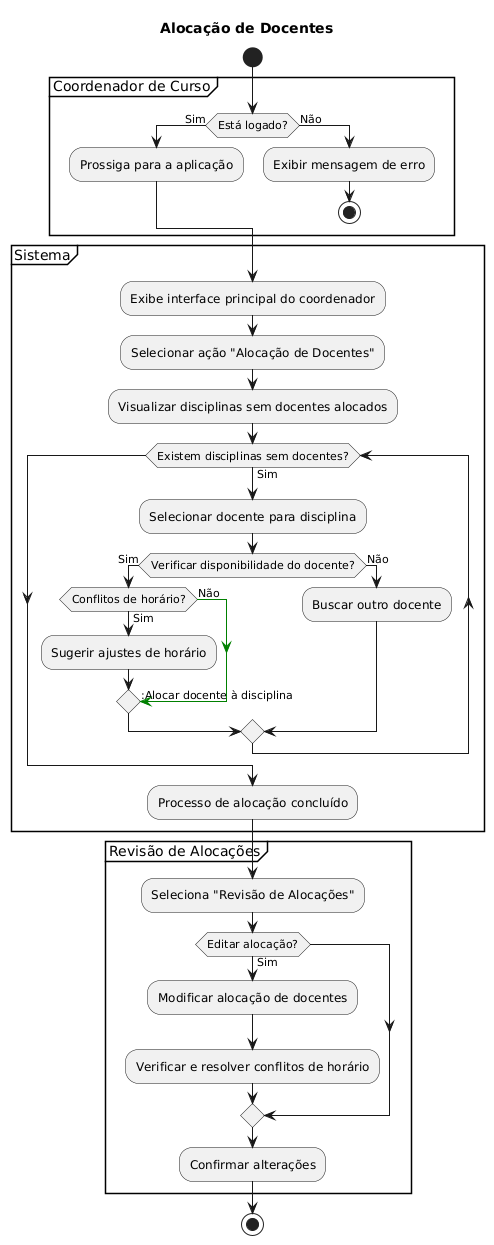 Alocação de Docentes
Coordenador de Curso
Está logado?
Sim
Não
Prossiga para a aplicação
Exibir mensagem de erro
Sistema
Exibe interface principal do coordenador
Selecionar ação "Alocação de Docentes"
Visualizar disciplinas sem docentes alocados
Existem disciplinas sem docentes?
Sim
Selecionar docente para disciplina
Verificar disponibilidade do docente?
Sim
Não
Conflitos de horário?
Não
Buscar outro docente
Sim
Sugerir ajustes de horário
:Alocar docente à disciplina
Processo de alocação concluído
Revisão de Alocações
Seleciona "Revisão de Alocações"
Editar alocação?
Sim
Modificar alocação de docentes
Verificar e resolver conflitos de horário
Confirmar alterações